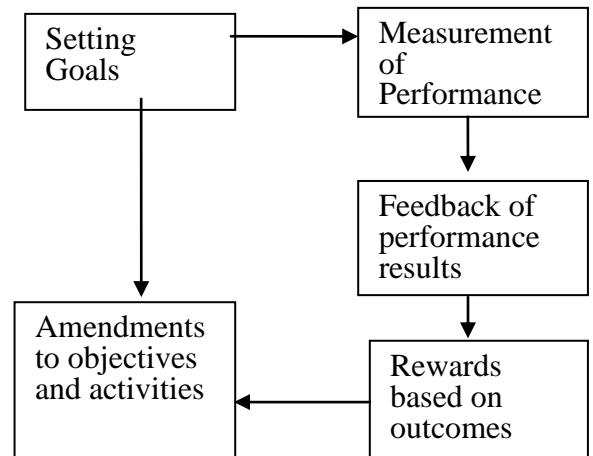 Setting
Goals
Measurement
of
Performance
Feedback of
performance
results
Amendments
to objectives
and activities
Rewards
based on
outcomes